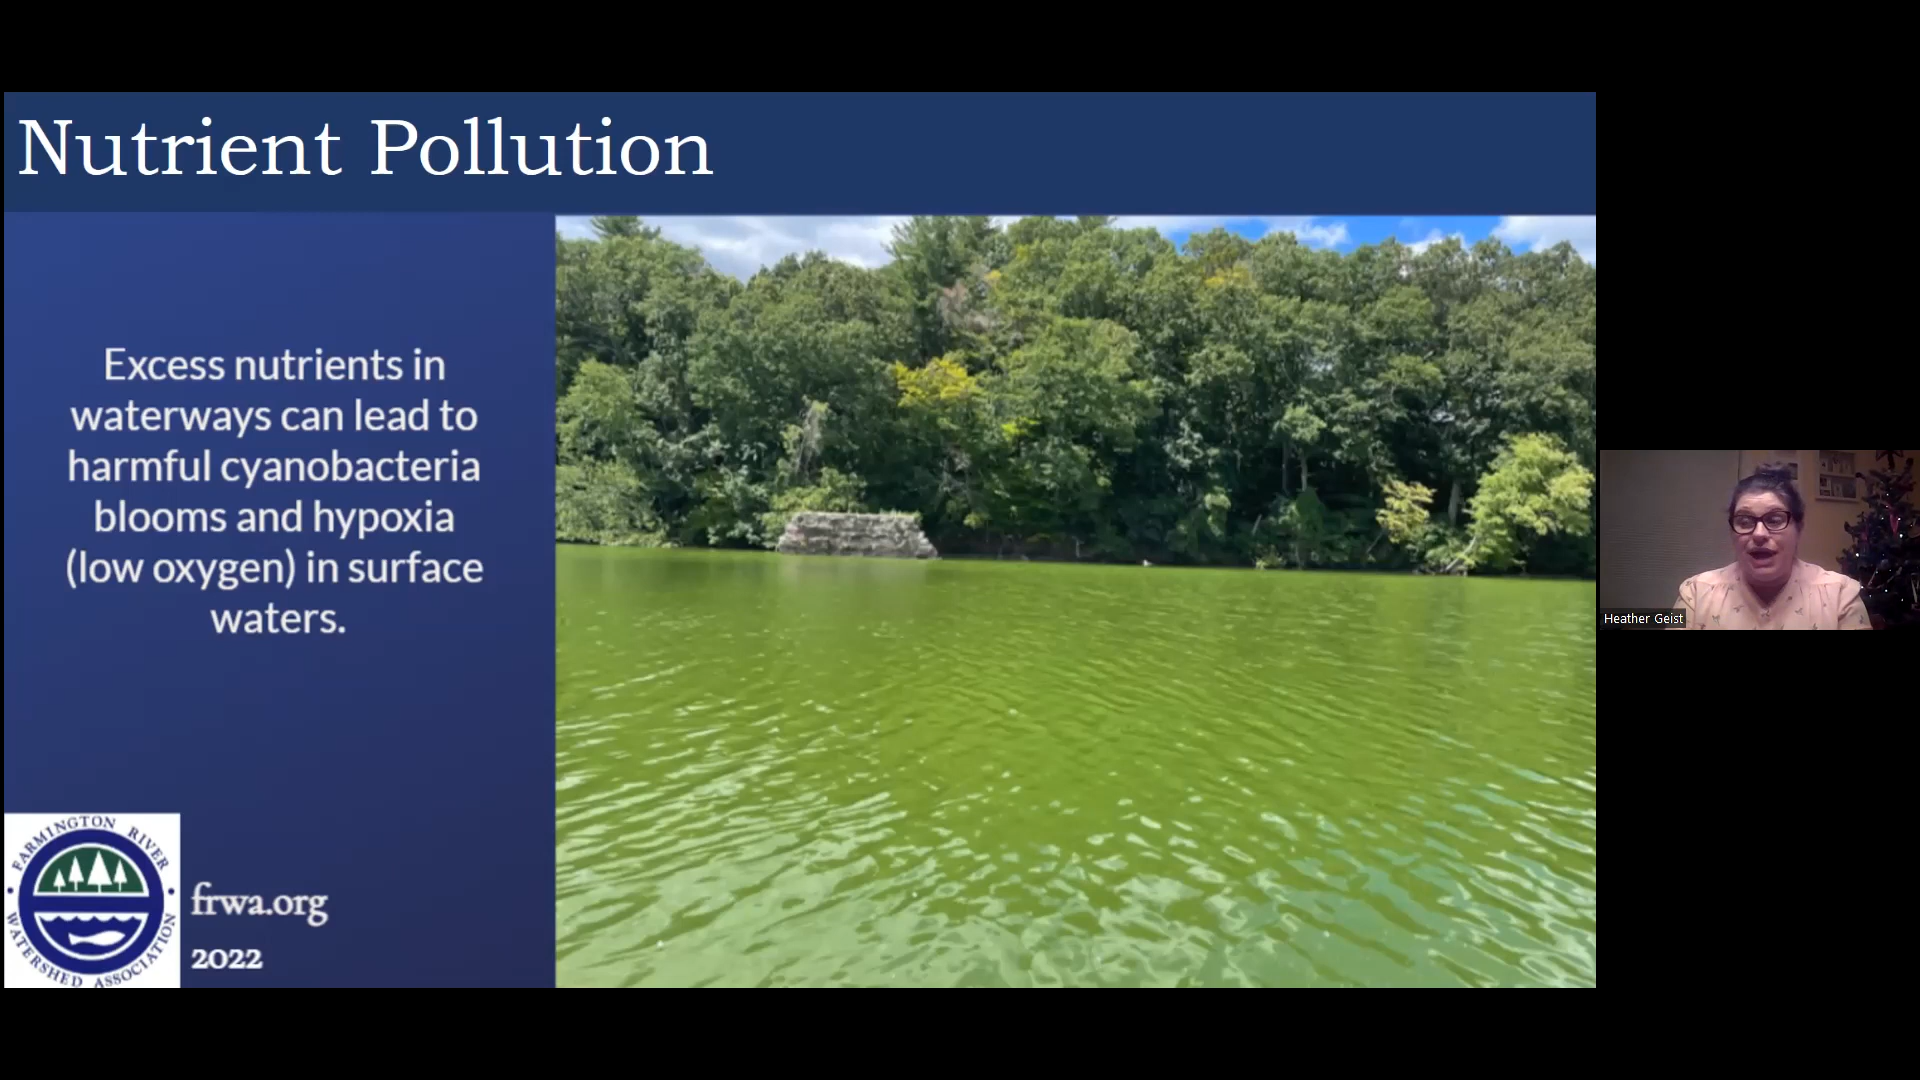 Nutrient Pollution
Excess nutrients in
waterways can lead to
harmful cyanobacteria
blooms and hypoxia
(low oxygen) in surface
waters.
FARMINGTON RIVER
WATERSHED ASSOCIATION
frwa.org
2022
Heather Geist